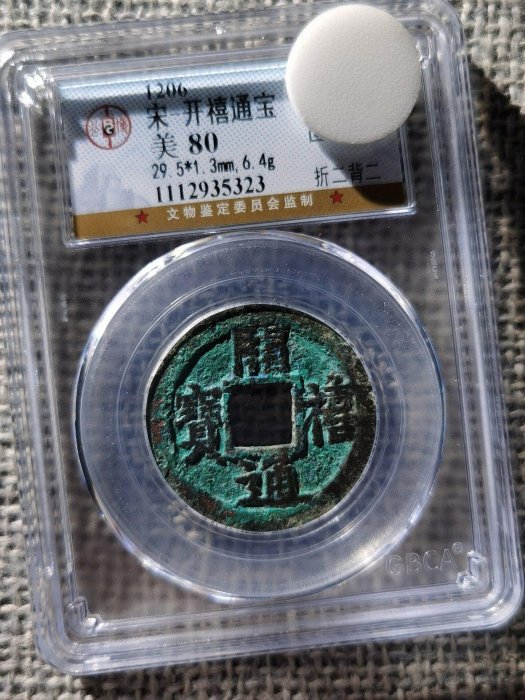 1206
宋 开禧通宝
美 80
29.5*1.3mm, 6.4g
折二背二
1112935323
★ 文物鉴定委员会监制 ★
G
開
禧
通
寶
GBCA®